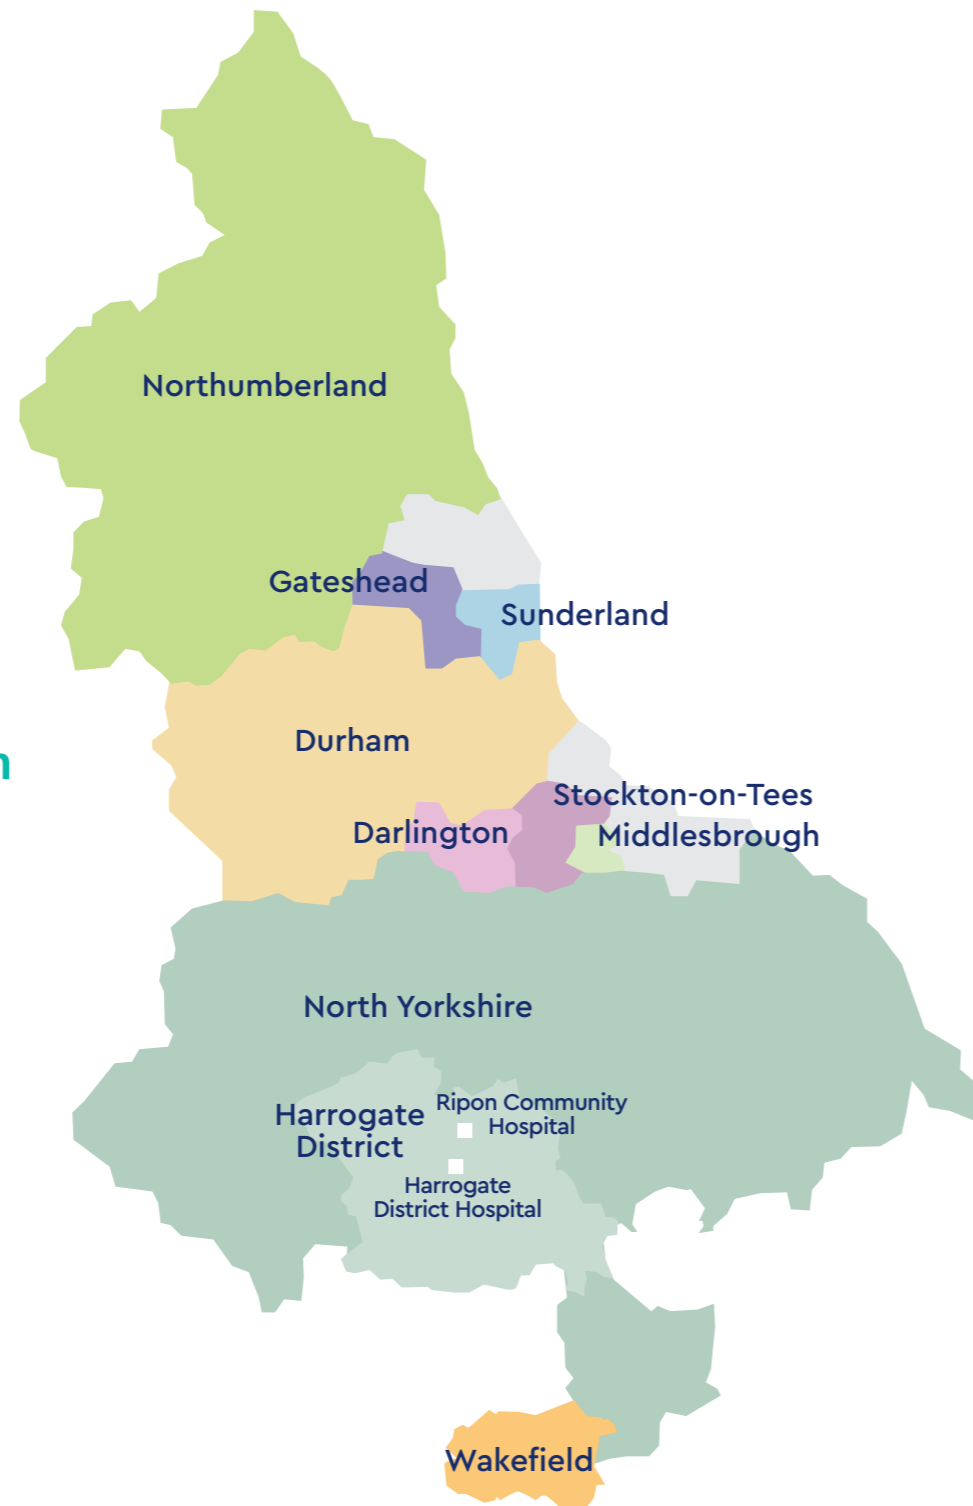 Northumberland
Gateshead
Sunderland
Durham
n
Stockton-on-Tees
Darlington
Middlesbrough
North Yorkshire
Harrogate
District
Ripon Community
Hospital
Harrogate
District Hospital
Wakefield